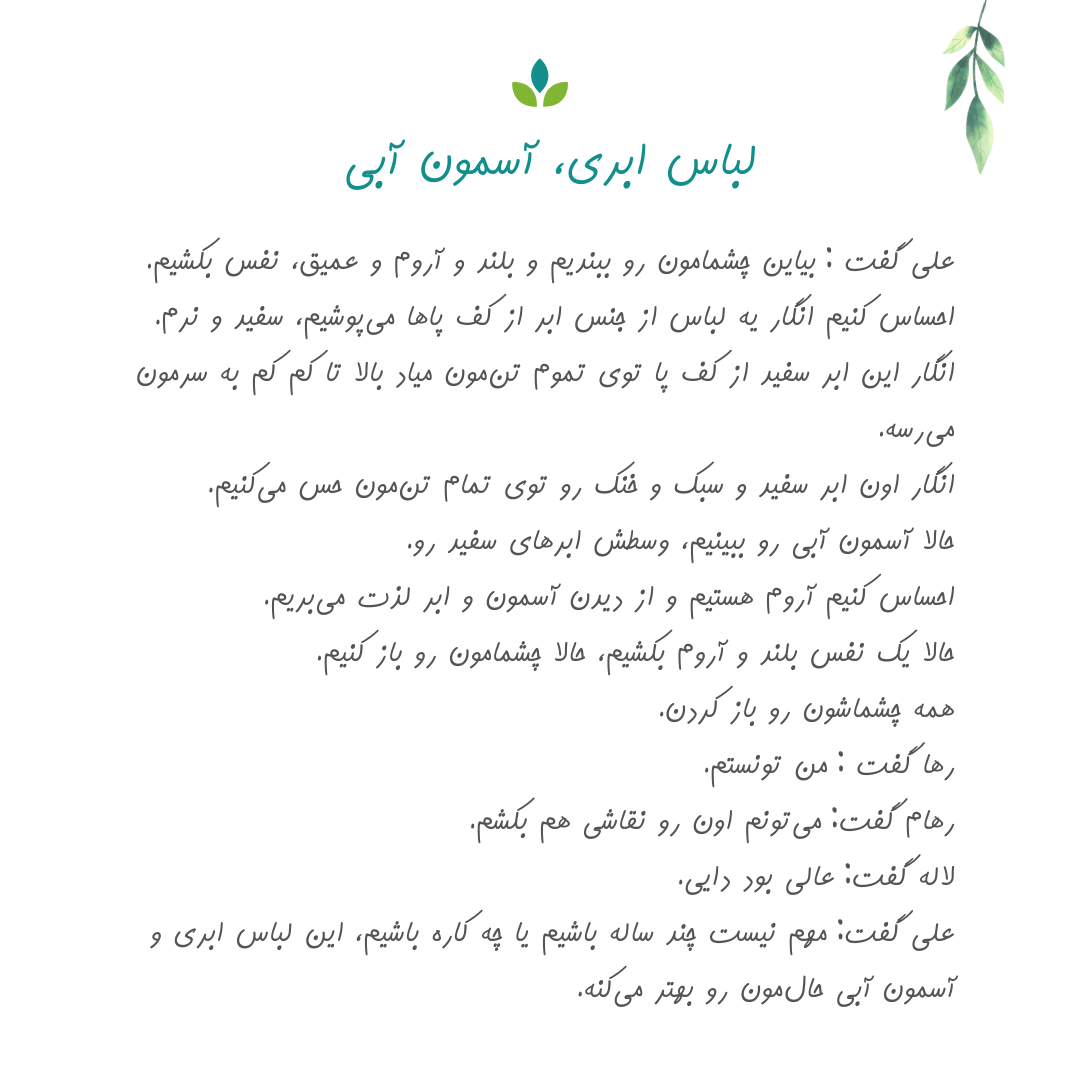 لباس ابری، آسمون آبی
علی گفت : بیاین چشمامون رو ببندیم و بلند و آروم و عمیق، نفس بکشیم.
احساس کنیم انگار یه لباس از جنس ابر از کف پاها می‌پوشیم، سفید و نرم.
انگار این ابر سفید از کف پا توی تموم تن‌مون میاد بالا تا کم کم به سرمون
می‌رسه.
انگار اون ابر سفید و سبک و خنک رو توی تمام تن‌مون حس می‌کنیم.
حالا آسمون آبی رو ببینیم، وسطش ابرهای سفید رو.
احساس کنیم آروم هستیم و از دیدن آسمون و ابر لذت می‌بریم.
حالا یک نفس بلند و آروم بکشیم، حالا چشمامون رو باز کنیم.
همه چشماشون رو باز کردن.
رها گفت : من تونستم.
رهام گفت: می‌تونم اون رو نقاشی هم بکشم.
لاله گفت: عالی بود دایی.
علی گفت: مهم نیست چند ساله باشیم یا چه کاره باشیم، این لباس ابری و
آسمون آبی حال‌مون رو بهتر می‌کنه.